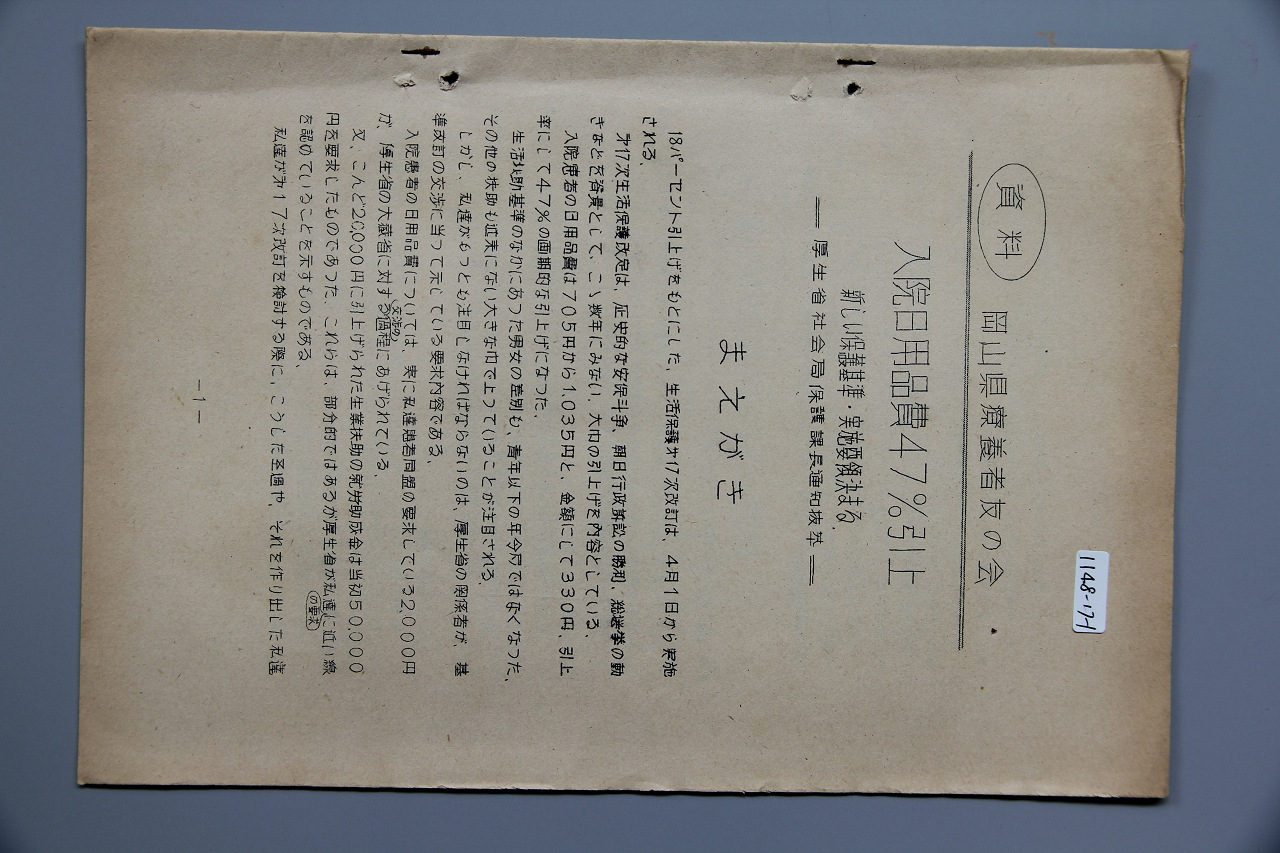 1148-17-1
資料
岡山県療養者友の会
入院日用品費47%引上
新しい保護基準・実施要領決まる
══ 厚生省社会局保護課長通知抜萃 ══
まえがき
18パーセント引上げをもとにした、生活保護才17次改訂は、4月1日から実施
される。
才17次生活保護改定は、歴史的な安保斗争、朝日行政訴訟の勝利、総選挙の動
きなどを背景として、こゝ数年にみない大巾の引上げを内容としている。
入院患者の日用品費は705円から1.035円と、金額にして330円、引上
率にして47%の画期的な引上げになった。
生活扶助基準のなかにあった男女の差別も、青年以下の年令層ではなくなった、
その他の扶助も近来にない大きな巾で上っていることが注目される。
しかし、私達がもっとも注目しなければならないのは、厚生省の関係者が、基
準改訂の交渉に当って示している要求内容である、
入院患者の日用品費については、実に私達患者同盟の要求している2,000円
が、厚生省の大蔵省に対する交渉の過程にあげられている。
又、こんど20,000円に引上げられた生業扶助の就労助成金は当初50,000
円を要求したものであった、これらは、部分的ではあるが厚生省が私達の要求に近い線
を認めていることを示すものである、
私達が才17次改訂を検討する際に、こうした経過や、それを作り出した私達
－1－